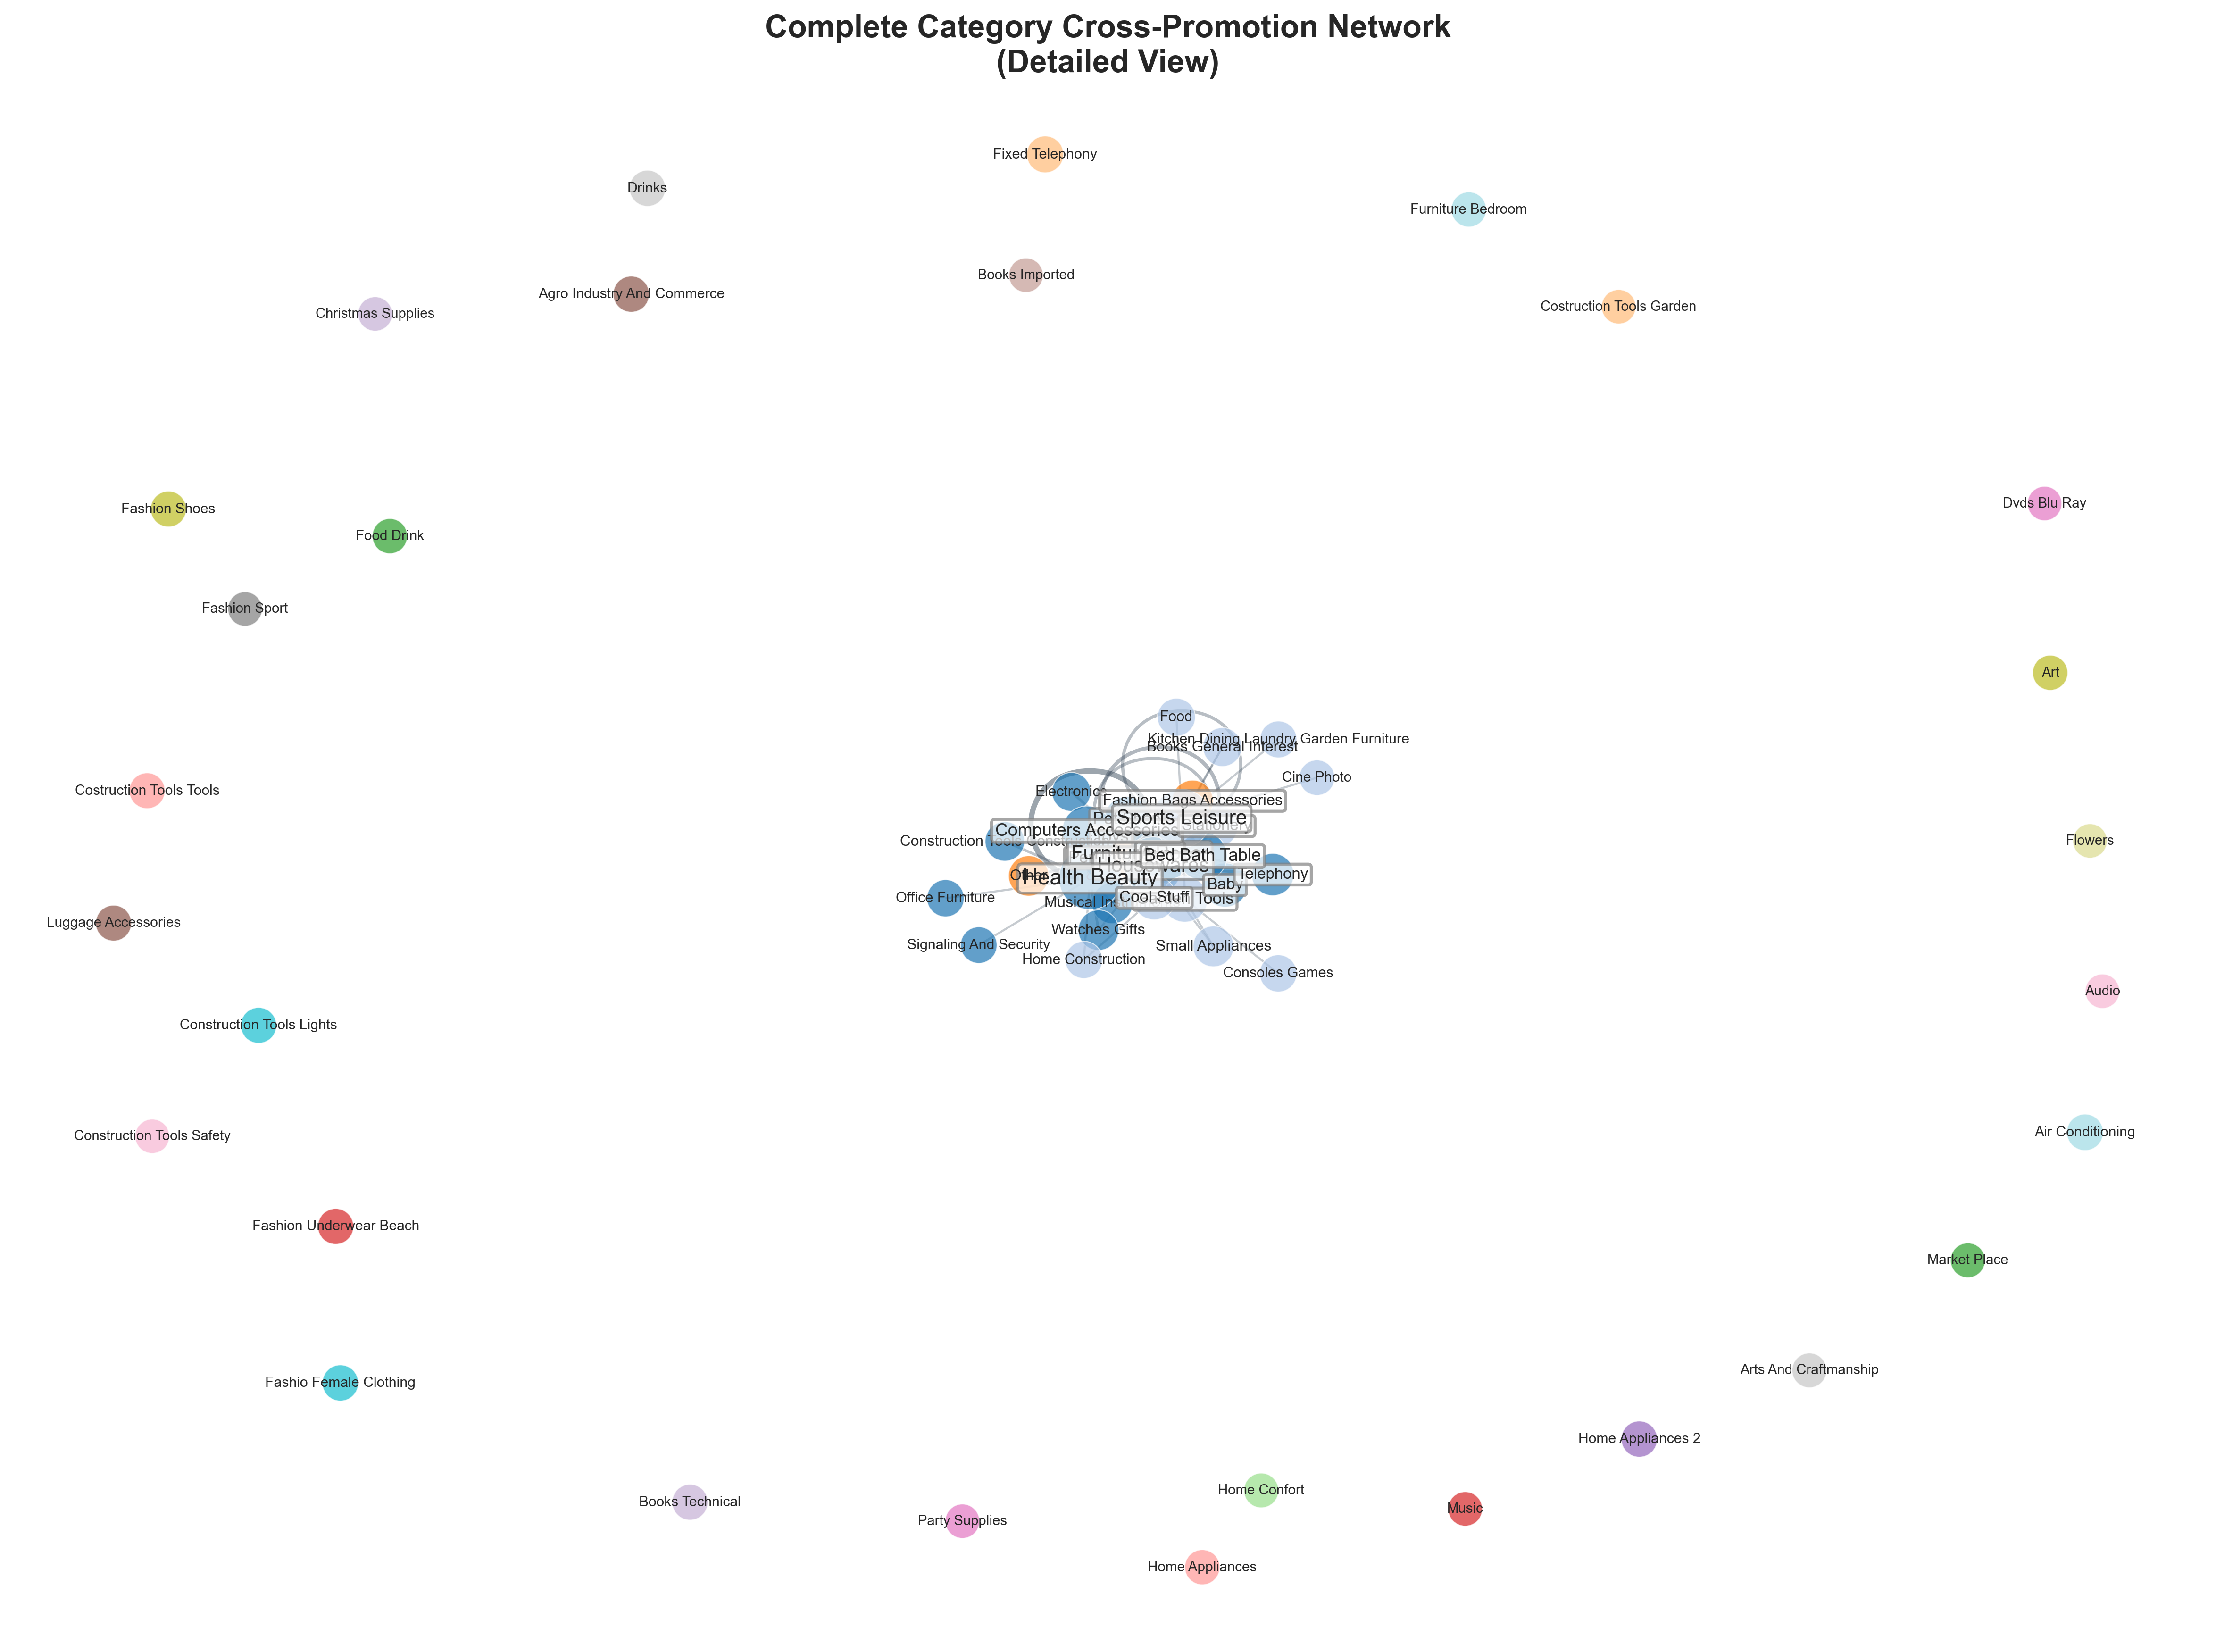 Complete Category Cross-Promotion Network
(Detailed View)
Fixed Telephony
Drinks
Furniture Bedroom
Books Imported
Agro Industry And Commerce
Costruction Tools Garden
Christmas Supplies
Dvds Blu Ray
Fashion Shoes
Food Drink
Fashion Sport
Art
Food
Kitchen Dining Laundry Garden Furniture
Books General Interest
Cine Photo
Costruction Tools Tools
Electronics
Fashion Bags Accessories
Sports Leisure
Stationery
Computers Accessories
Construction Tools
Flowers
Bed Bath Table
Furniture
Housewares
Telephony
Other
Health Beauty
Baby
Office Furniture
Cool Stuff
Tools
Musical
Luggage Accessories
Watches Gifts
Signaling And Security
Small Appliances
Home Construction
Consoles Games
Audio
Construction Tools Lights
Air Conditioning
Construction Tools Safety
Fashion Underwear Beach
Market Place
Arts And Craftmanship
Fashio Female Clothing
Home Appliances 2
Home Confort
Books Technical
Music
Party Supplies
Home Appliances